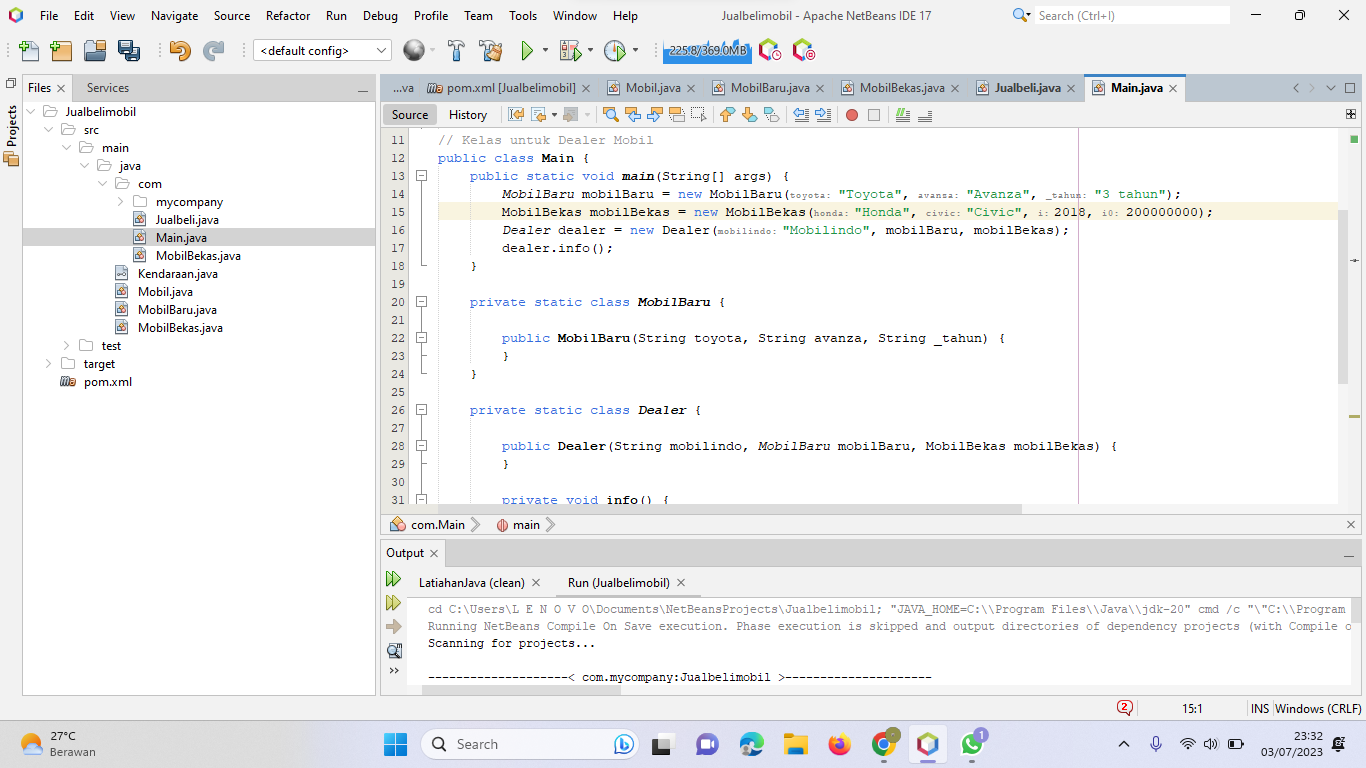 File Edit View Navigate Source Refactor Run Debug Profile Team Tools Window Help
Jualbelimobil - Apache NetBeans IDE 17
Search (Ctrl+I)
<default config>
225.8/369.0MB
Files
Services
Projects
Jualbelimobil
src
main
java
com
mycompany
Jualbeli.java
Main.java
MobilBekas.java
Kendaraan.java
Mobil.java
MobilBaru.java
MobilBekas.java
test
target
pom.xml
...va pom.xml [Jualbelimobil] Mobil.java MobilBaru.java MobilBekas.java Jualbeli.java Main.java
Source History
11 // Kelas untuk Dealer Mobil
12 public class Main {
13 public static void main(String[] args) {
14 MobilBaru mobilBaru = new MobilBaru(toyota: "Toyota", avanza: "Avanza", _tahun: "3 tahun");
15 MobilBekas mobilBekas = new MobilBekas(honda: "Honda", civic: "Civic", i: 2018, i0: 200000000);
16 Dealer dealer = new Dealer(mobilindo: "Mobilindo", mobilBaru, mobilBekas);
17 dealer.info();
18 }
19
20 private static class MobilBaru {
21
22 public MobilBaru(String toyota, String avanza, String _tahun) {
23 }
24 }
25
26 private static class Dealer {
27
28 public Dealer(String mobilindo, MobilBaru mobilBaru, MobilBekas mobilBekas) {
29 }
30
31 private void info() {
com.Main main
Output
LatiahanJava (clean) Run (Jualbelimobil)
cd C:\Users\L E N O V O\Documents\NetBeansProjects\Jualbelimobil; "JAVA_HOME=C:\\Program Files\\Java\\jdk-20" cmd /c "\"C:\\Program
Running NetBeans Compile On Save execution. Phase execution is skipped and output directories of dependency projects (with Compile o
Scanning for projects...
--------------------< com.mycompany:Jualbelimobil >---------------------
2
15:1
INS
Windows (CRLF)
27°C
Berawan
Search
1
23:32
03/07/2023